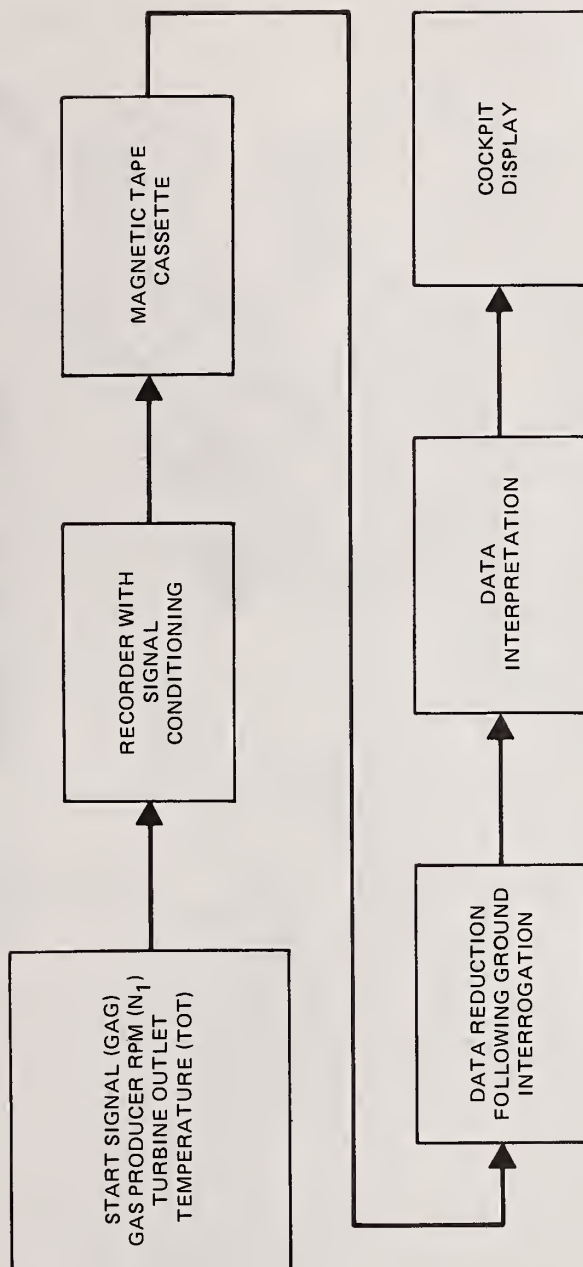 START SIGNAL (GAG)
GAS PRODUCER RPM (N1)
TURBINE OUTLET
TEMPERATURE (TOT)
RECORDER WITH
SIGNAL
CONDITIONING
MAGNETIC TAPE
CASSETTE
DATA REDUCTION
FOLLOWING GROUND
INTERROGATION
DATA
INTERPRETATION
COCKPIT
DISPLAY